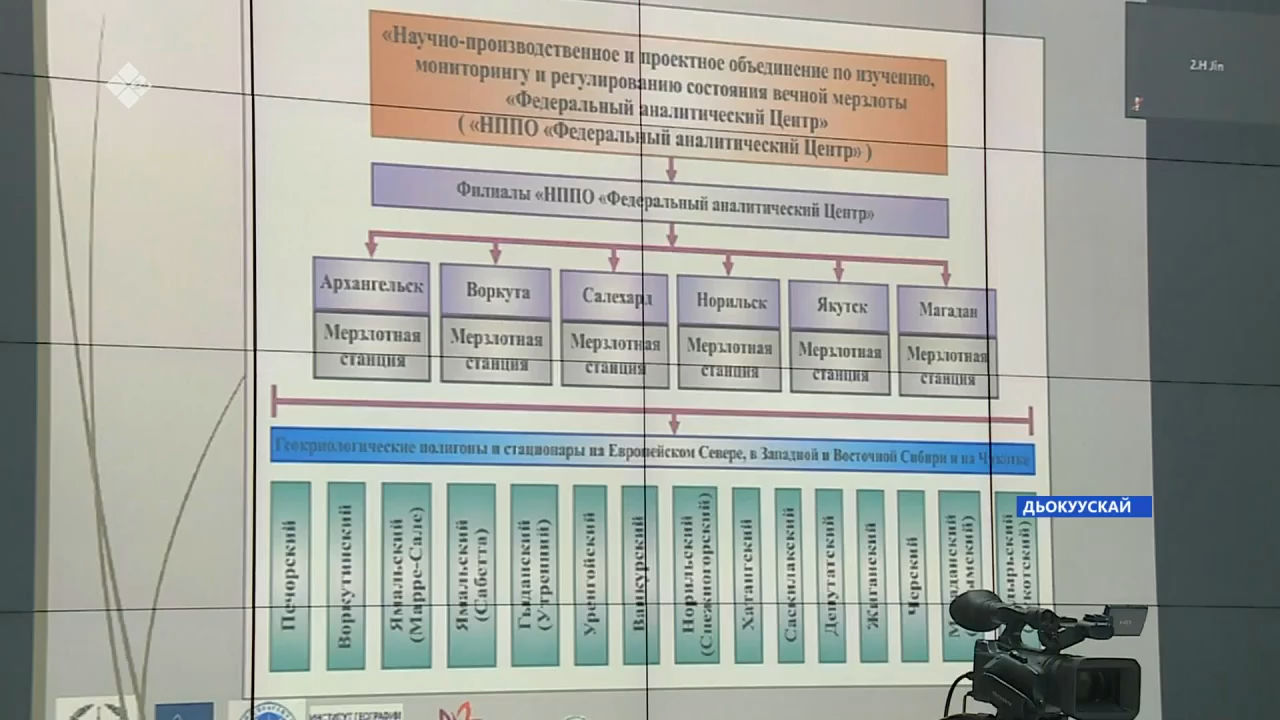 «Научно-производственное и проектное объединение по изучению,
мониторингу и регулированию состояния вечной мерзлоты
«Федеральный аналитический Центр»
( «НППО «Федеральный аналитический Центр» )
2.H Jin
Филиалы «НППО «Федеральный аналитический Центр»
Архангельск
Мерзлотная
станция
Воркута
Мерзлотная
станция
Салехард
Мерзлотная
станция
Норильск
Мерзлотная
станция
Якутск
Мерзлотная
станция
Магадан
Мерзлотная
станция
Геокриологические полигоны и стационары на Европейском Севере, в Западной и Восточной Сибири и на Чукотке
Печорский
Воркутинский
Ямальский
(Марре-Сале)
Ямальский
(Сабетта)
Гыданский
(Утренний)
Уренгойский
Ванкурский
Норильский
(Снежногорский)
Хатангский
Саскилакский
Депутатский
Жиганский
Черский
ДЬОКУУСКАЙ
ИНСТИТУТ ГЕОГРАФИИ